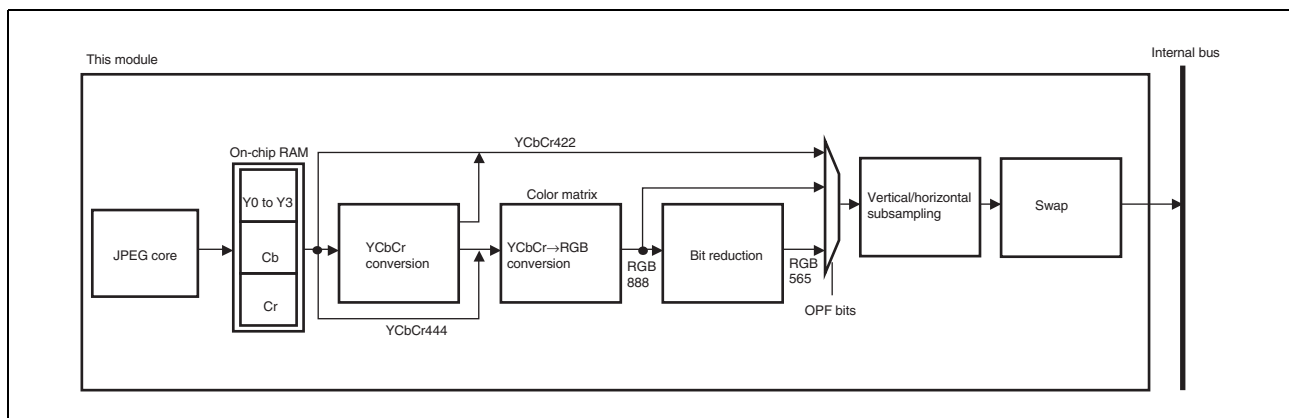 This module
Internal bus
On-chip RAM
YCbCr422
Y0 to Y3
Cb
Cr
JPEG core
YCbCr
conversion
YCbCr444
Color matrix
YCbCr→RGB
conversion
RGB
888
Bit reduction
RGB
565
OPF bits
Vertical/horizontal
subsampling
Swap